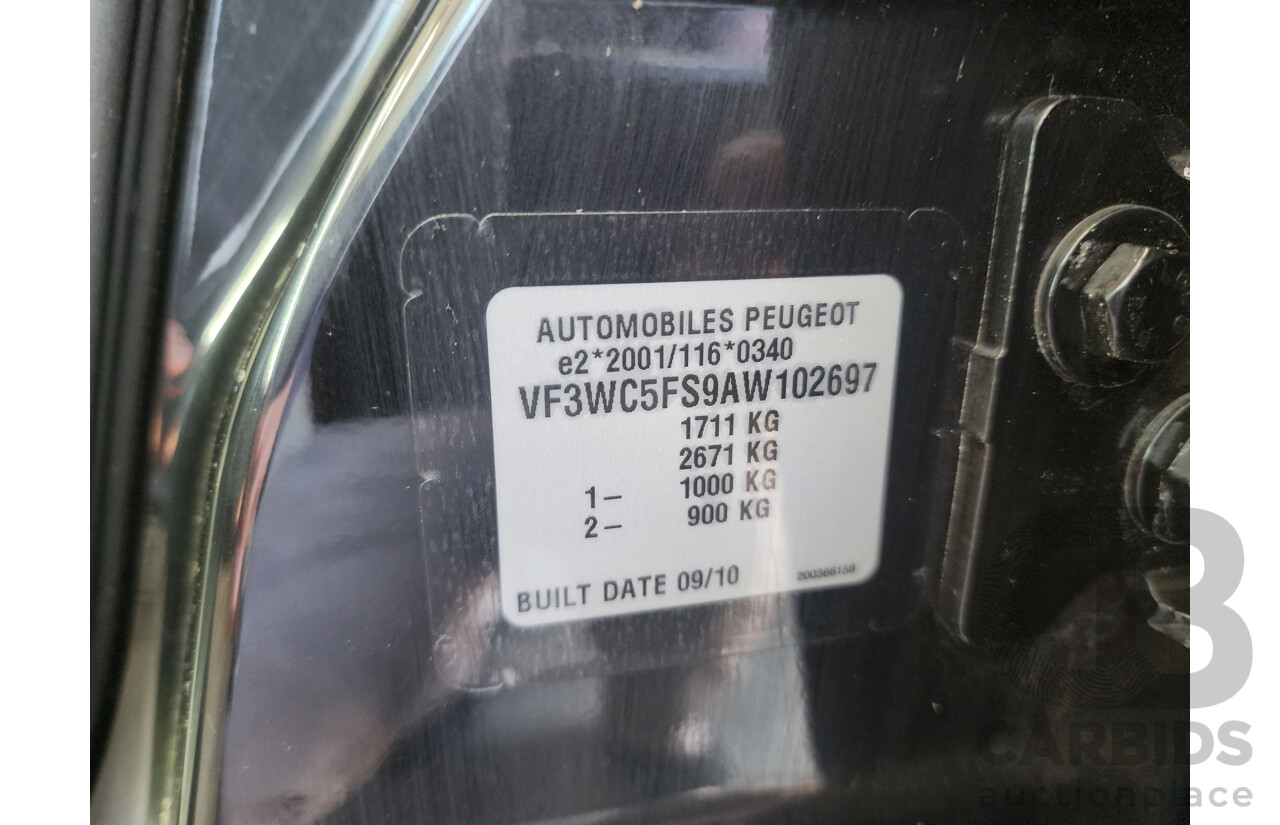 AUTOMOBILES PEUGEOT
e2*2001/116*0340
VF3WC5FS9AW102697
1711 KG
2671 KG
1- 1000 KG
2- 900 KG
BUILT DATE 09/10 200366158
CARBIDS
auctionplace